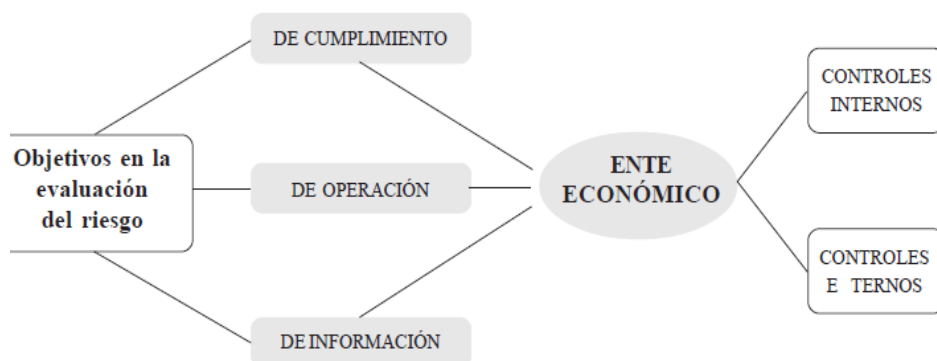 Objetivos en la
evaluación
del riesgo
DE CUMPLIMIENTO
DE OPERACIÓN
DE INFORMACIÓN
ENTE
ECONÓMICO
CONTROLES
INTERNOS
CONTROLES
E TERNOS